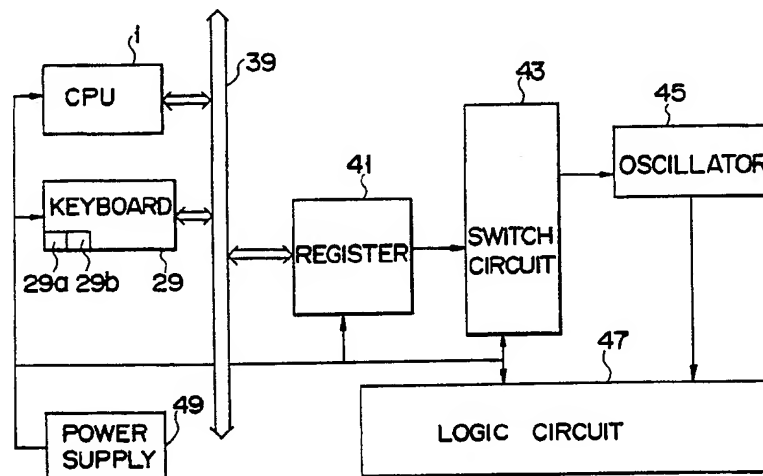 1
39
CPU
43
45
OSCILLATOR
41
KEYBOARD
REGISTER
SWITCH
CIRCUIT
29a 29b 29
47
49
POWER
SUPPLY
LOGIC CIRCUIT